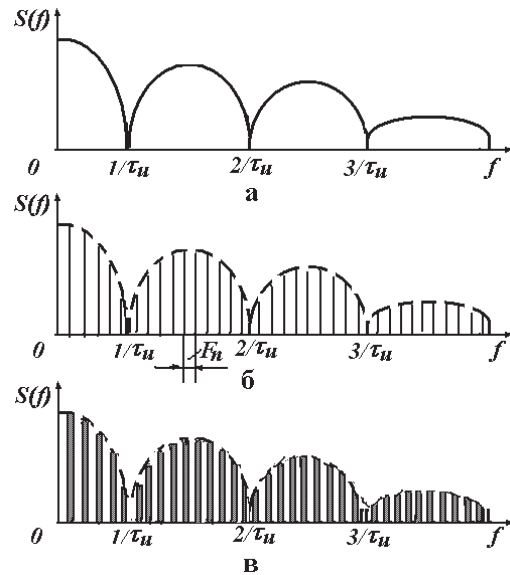 S(f)
0 1/τи 2/τи 3/τи f
а
S(f)
0 1/τи 2/τи 3/τи f
Fп
б
S(f)
0 1/τи 2/τи 3/τи f
в